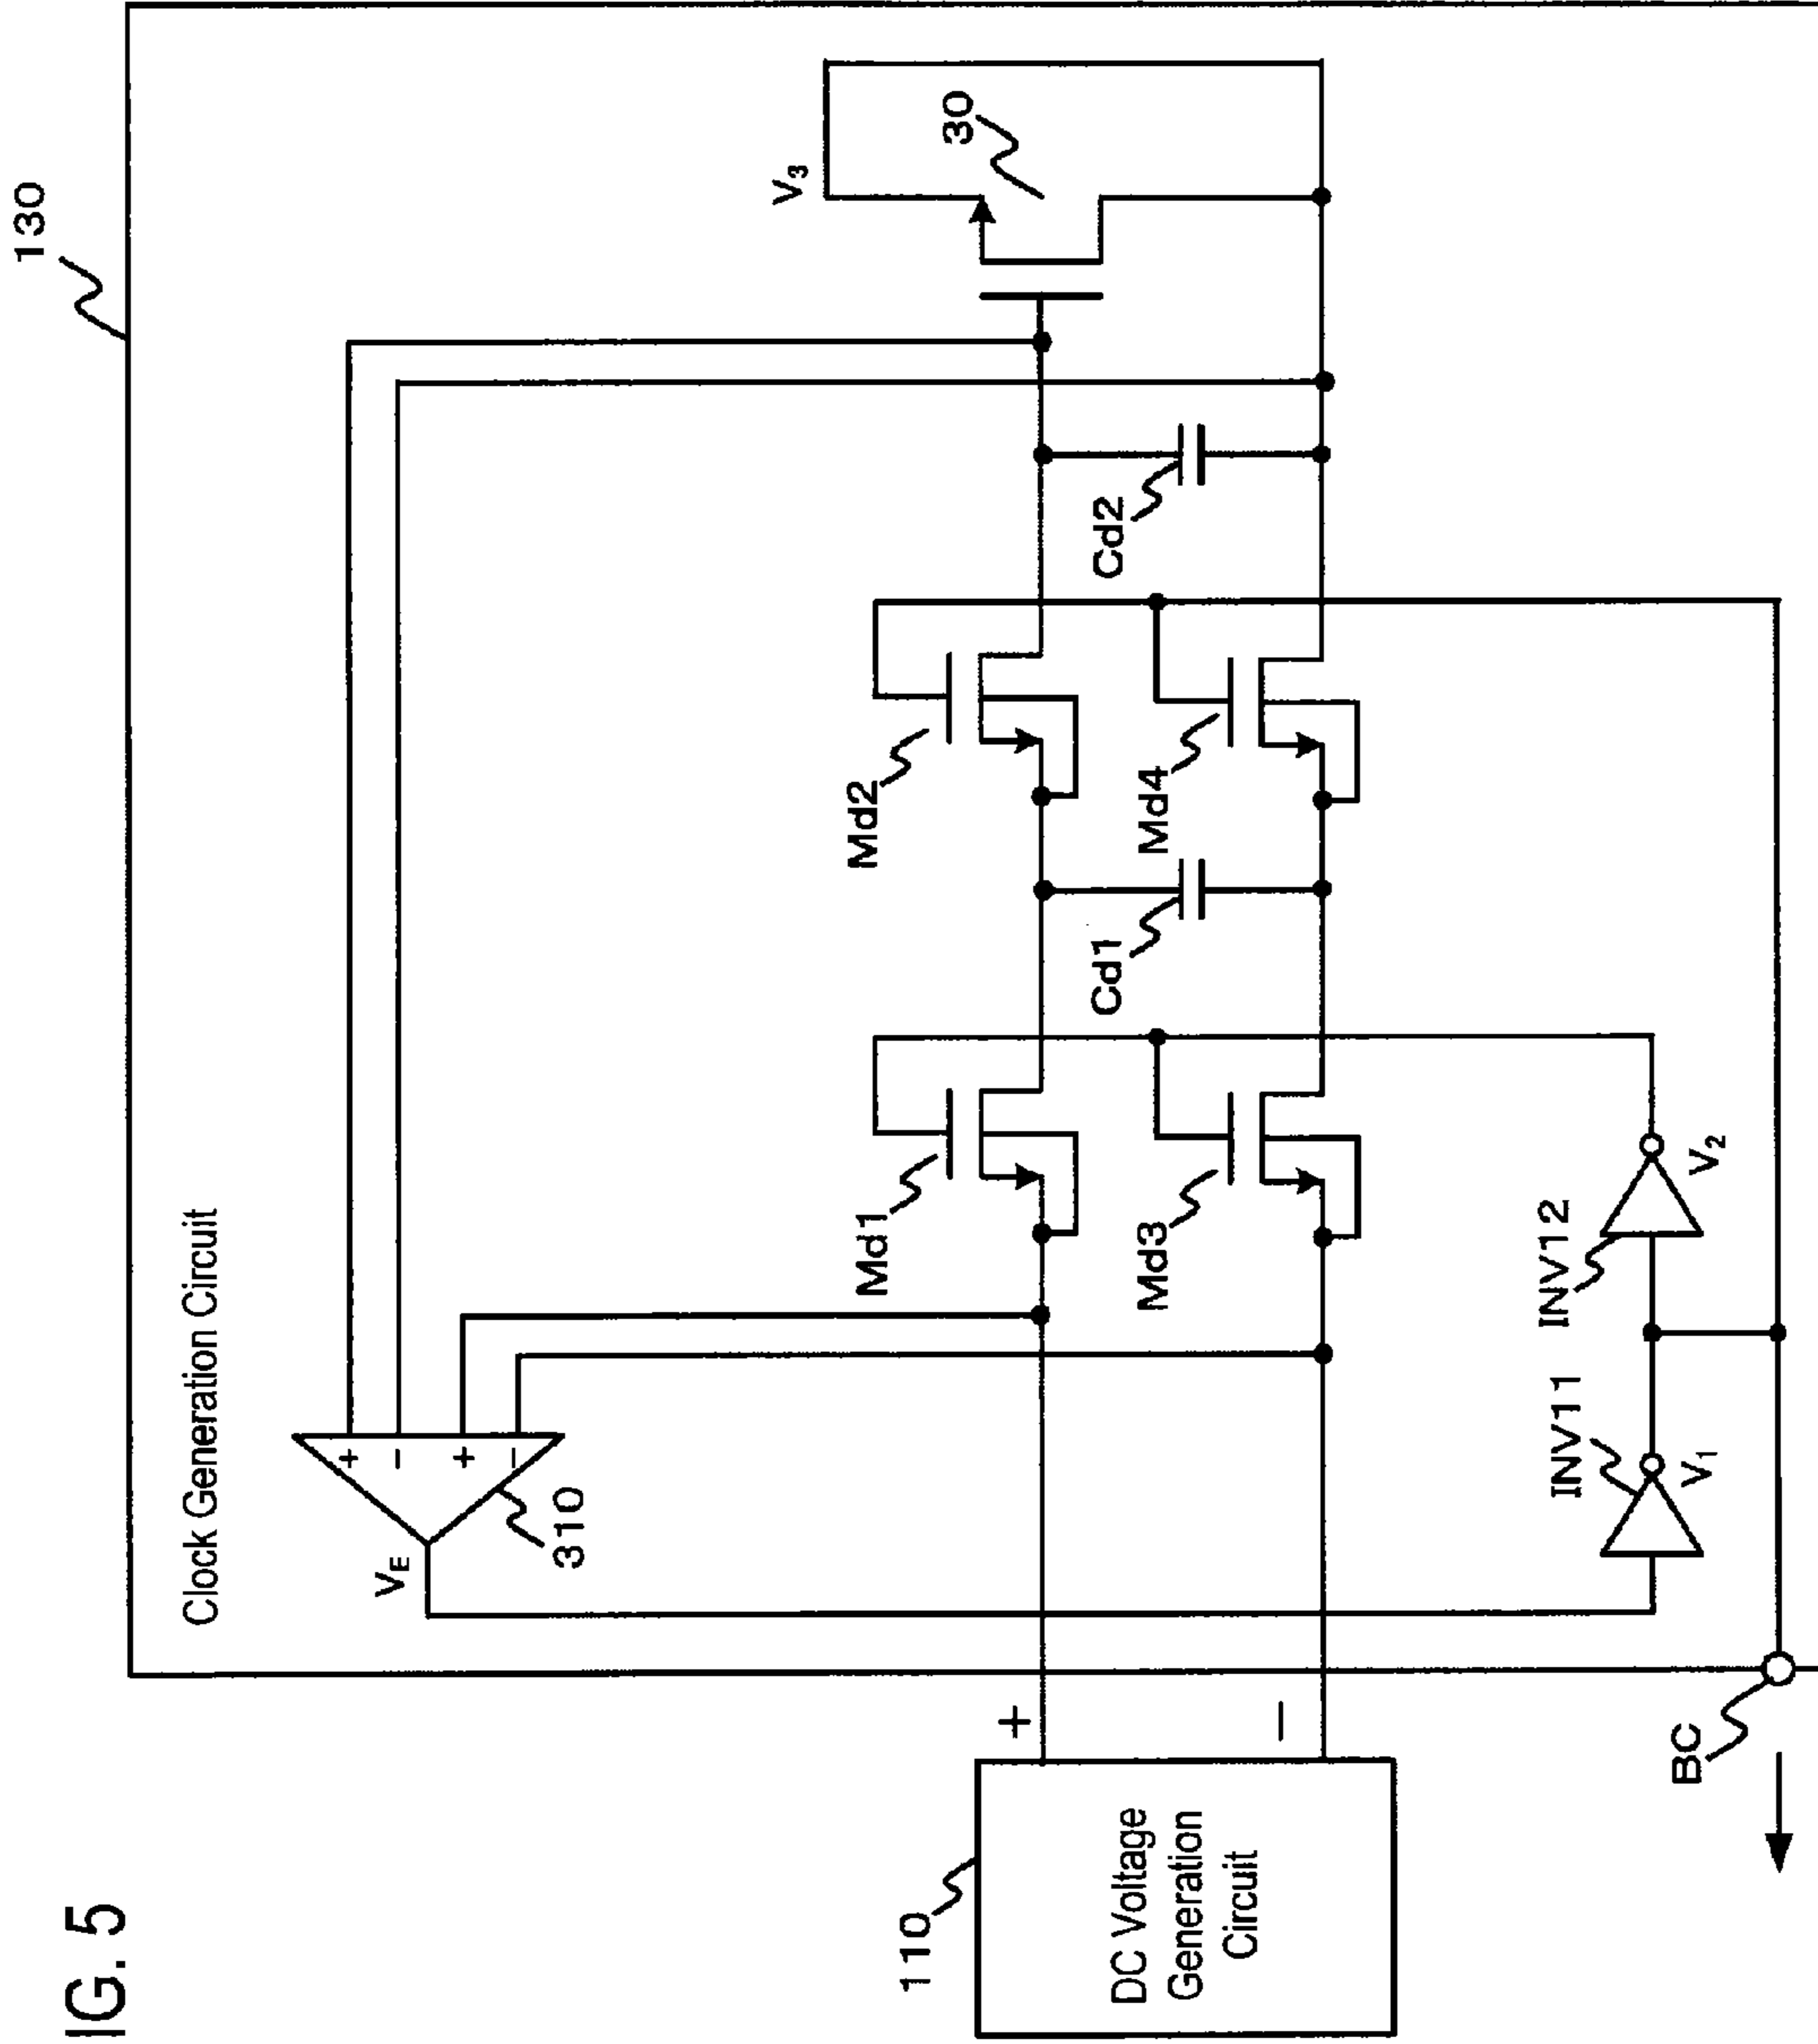 IG. 5
130
Clock Generation Circuit
V3
30
310
VE
+
−
+
−
Md2
Cd2
Md4
Md1
Cd1
Md3
INV12
V2
INV11
V1
+
−
110
DC Voltage
Generation
Circuit
BC